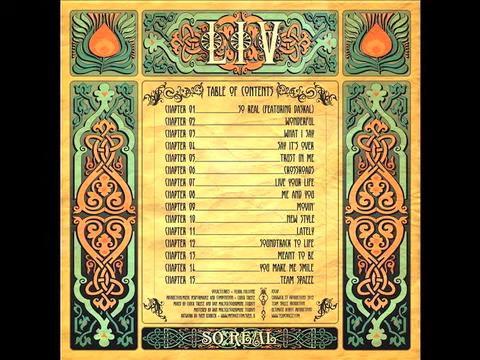 LIV
TABLE OF CONTENTS
CHAPTER 01 SO REAL (FEATURING DASKAL)
CHAPTER 02 WONDERFUL
CHAPTER 03 WHAT I SAY
CHAPTER 04 SAY IT'S OVER
CHAPTER 05 TRUST IN ME
CHAPTER 06 CROSSROADS
CHAPTER 07 LIVE YOUR LIFE
CHAPTER 08 ME AND YOU
CHAPTER 09 MOVIN'
CHAPTER 10 NEW STYLE
CHAPTER 11 LATELY
CHAPTER 12 SOUNDTRACK TO LIFE
CHAPTER 13 MEANT TO BE
CHAPTER 14 YOU MAKE ME SMILE
CHAPTER 15 TEAM SPAZZE
SO REAL